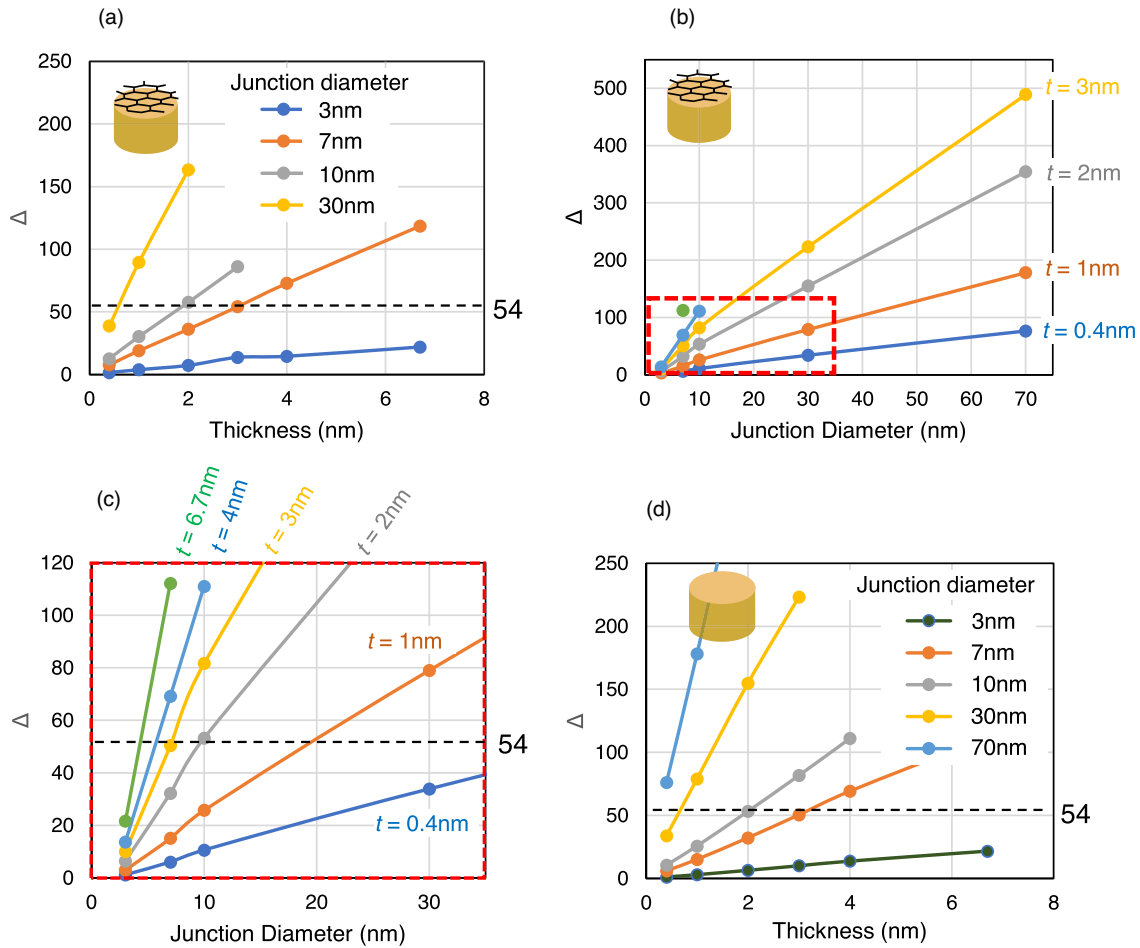 (a)
250
200
150
100
50
0
Δ
0 2 4 6 8
Thickness (nm)
Junction diameter
3nm
7nm
10nm
30nm
54
(b)
500
400
300
200
100
0
Δ
0 10 20 30 40 50 60 70
Junction Diameter (nm)
t = 3nm
t = 2nm
t = 1nm
t = 0.4nm
(c)
t = 6.7nm
t = 4nm
t = 3nm
t = 2nm
120
100
80
60
40
20
0
Δ
t = 1nm
t = 0.4nm
54
0 10 20 30
Junction Diameter (nm)
(d)
250
200
150
100
50
0
Δ
0 2 4 6 8
Thickness (nm)
Junction diameter
3nm
7nm
10nm
30nm
70nm
54